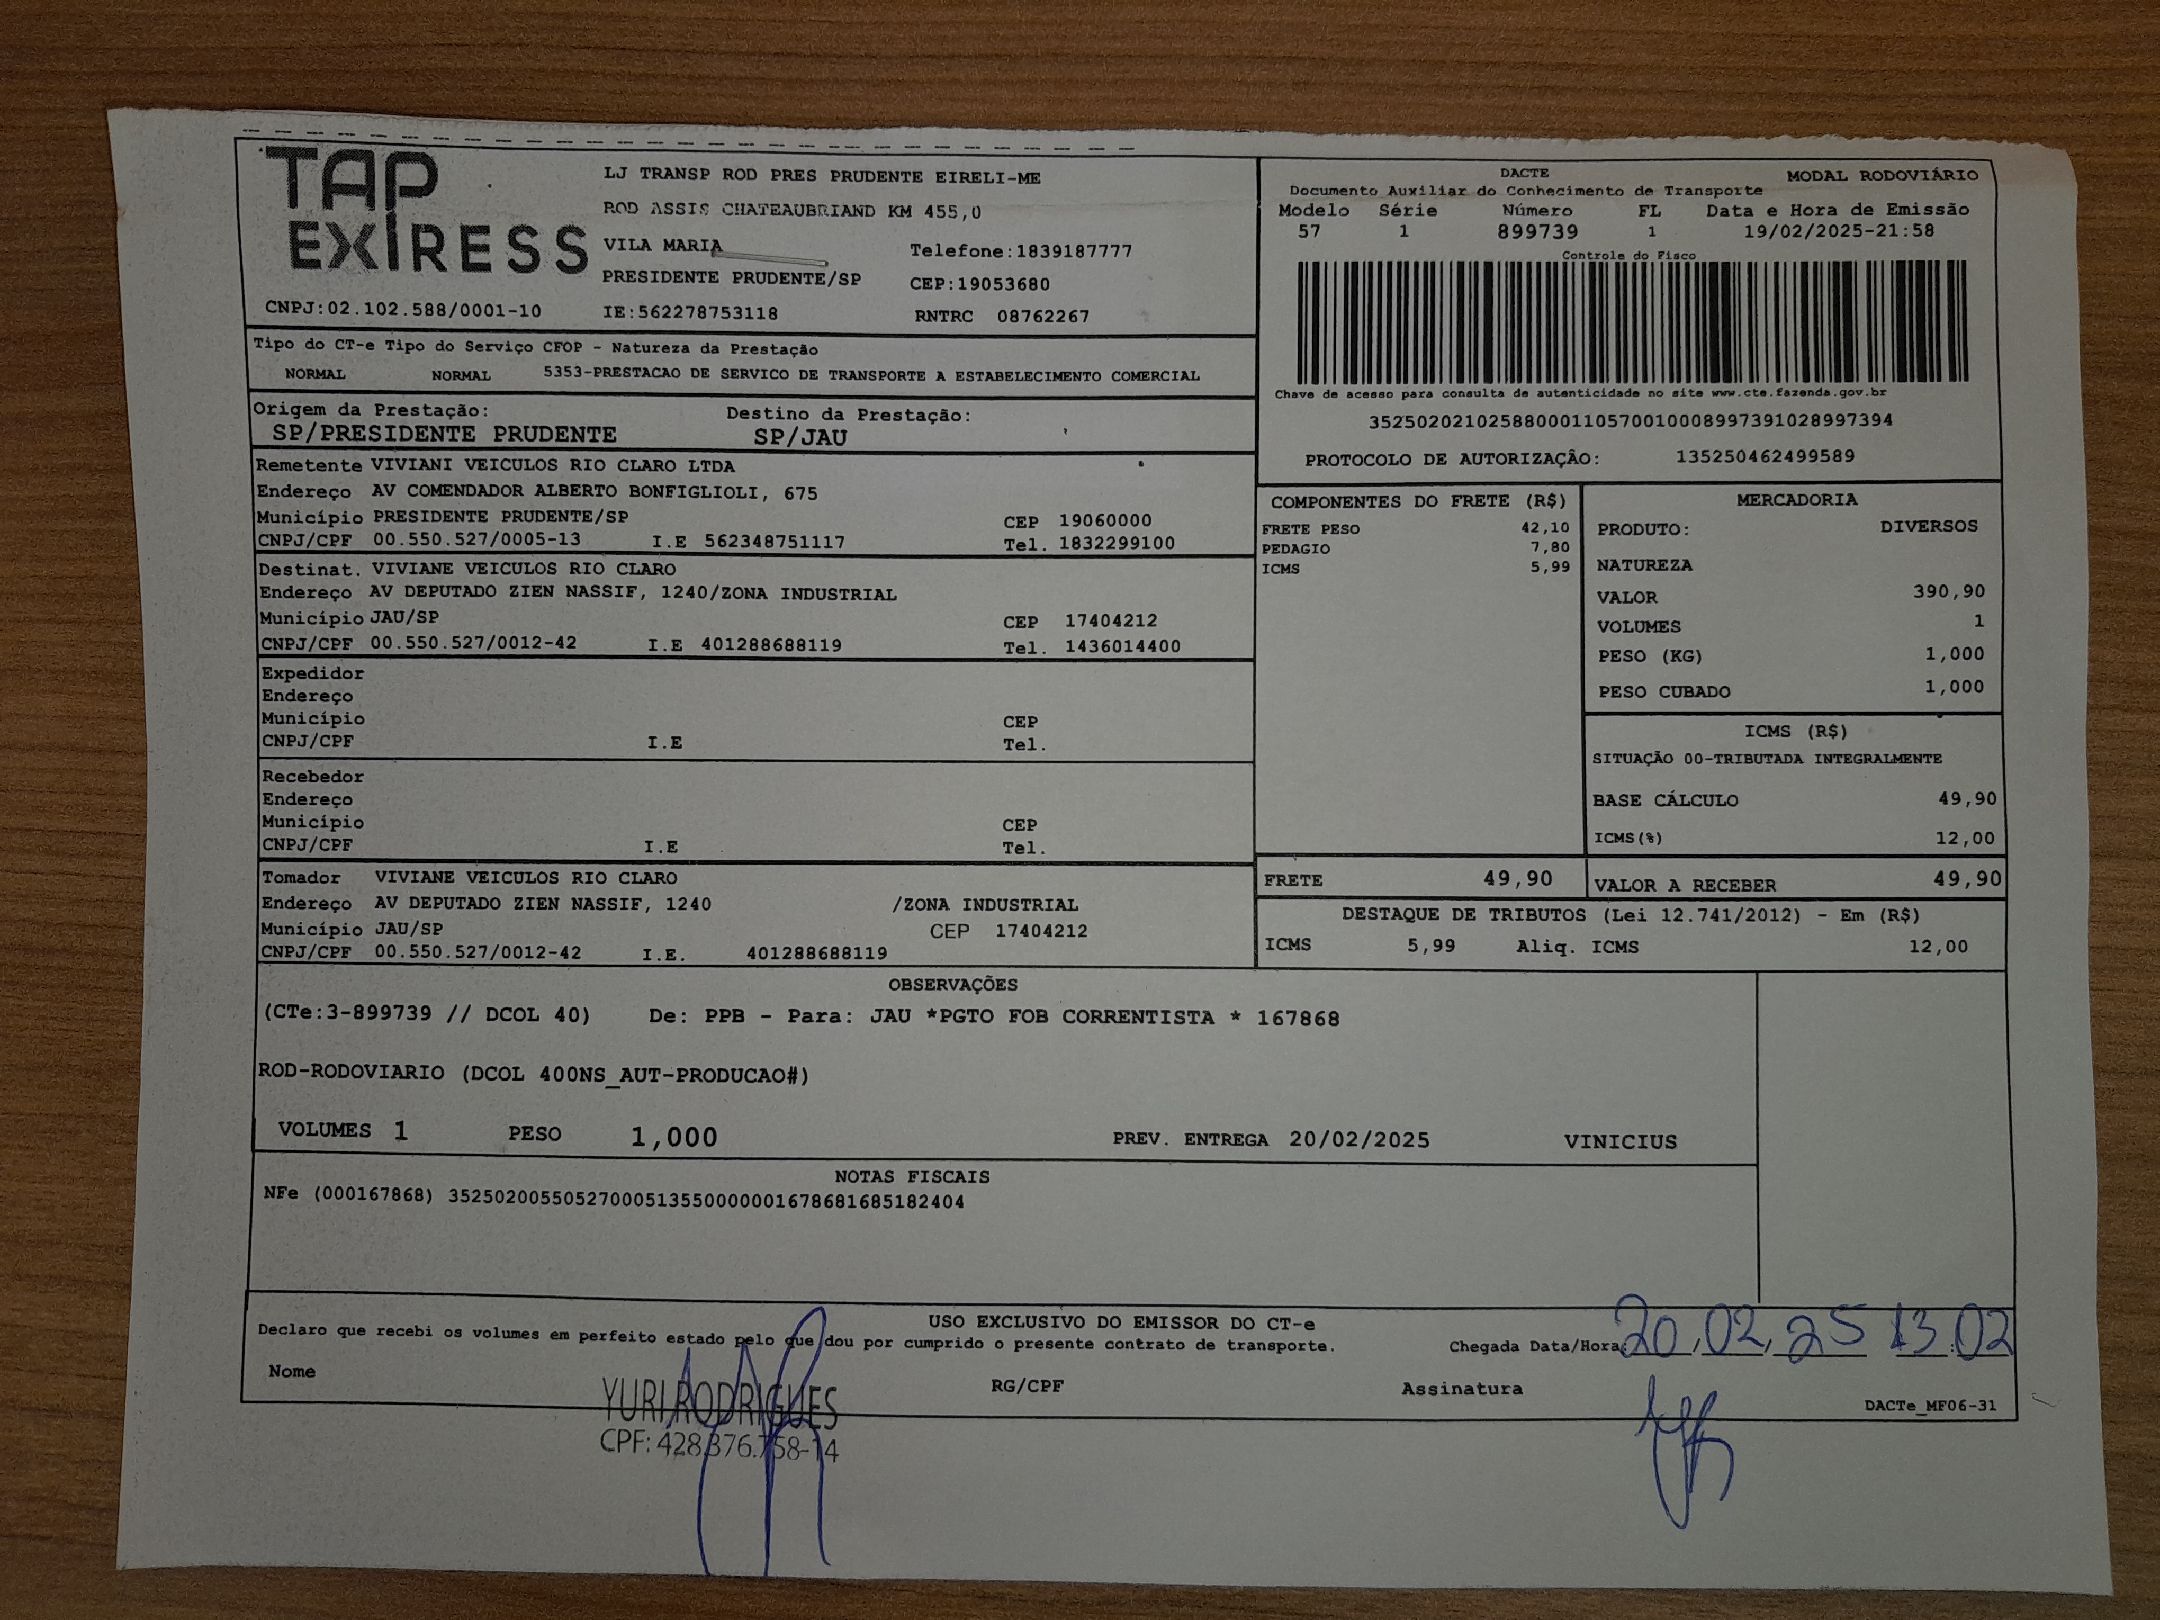 TAP
EXPRESS
LJ TRANSP ROD PRES PRUDENTE EIRELI-ME
ROD ASSIS CHATEAUBRIAND KM 455,0
VILA MARIA Telefone:1839187777
PRESIDENTE PRUDENTE/SP CEP:19053680
CNPJ:02.102.588/0001-10 IE:562278753118 RNTRC 08762267
DACTE MODAL RODOVIÁRIO
Documento Auxiliar do Conhecimento de Transporte
Modelo Série Número FL Data e Hora de Emissão
57 1 899739 1 19/02/2025-21:58
Controle do Fisco
Chave de acesso para consulta de autenticidade no site www.cte.fazenda.gov.br
35250202102588000110570010008997391028997394
PROTOCOLO DE AUTORIZAÇÃO: 135250462499589
Tipo do CT-e Tipo do Serviço CFOP - Natureza da Prestação
NORMAL NORMAL 5353-PRESTACAO DE SERVICO DE TRANSPORTE A ESTABELECIMENTO COMERCIAL
Origem da Prestação: Destino da Prestação:
SP/PRESIDENTE PRUDENTE SP/JAU
Remetente VIVIANI VEICULOS RIO CLARO LTDA
Endereço AV COMENDADOR ALBERTO BONFIGLIOLI, 675
Município PRESIDENTE PRUDENTE/SP CEP 19060000
CNPJ/CPF 00.550.527/0005-13 I.E 562348751117 Tel. 1832299100
Destinat. VIVIANE VEICULOS RIO CLARO
Endereço AV DEPUTADO ZIEN NASSIF, 1240/ZONA INDUSTRIAL
Município JAU/SP CEP 17404212
CNPJ/CPF 00.550.527/0012-42 I.E 401288688119 Tel. 1436014400
Expedidor
Endereço
Município CEP
CNPJ/CPF I.E Tel.
Recebedor
Endereço
Município CEP
CNPJ/CPF I.E Tel.
Tomador VIVIANE VEICULOS RIO CLARO
Endereço AV DEPUTADO ZIEN NASSIF, 1240 /ZONA INDUSTRIAL
Município JAU/SP CEP 17404212
CNPJ/CPF 00.550.527/0012-42 I.E. 401288688119
COMPONENTES DO FRETE (R$)
FRETE PESO 42,10
PEDAGIO 7,80
ICMS 5,99
MERCADORIA
PRODUTO: DIVERSOS
NATUREZA
VALOR 390,90
VOLUMES 1
PESO (KG) 1,000
PESO CUBADO 1,000
ICMS (R$)
SITUAÇÃO 00-TRIBUTADA INTEGRALMENTE
BASE CÁLCULO 49,90
ICMS(%) 12,00
FRETE 49,90 VALOR A RECEBER 49,90
DESTAQUE DE TRIBUTOS (Lei 12.741/2012) - Em (R$)
ICMS 5,99 Aliq. ICMS 12,00
OBSERVAÇÕES
(CTe:3-899739 // DCOL 40) De: PPB - Para: JAU *PGTO FOB CORRENTISTA * 167868
ROD-RODOVIARIO (DCOL 400NS_AUT-PRODUCAO#)
VOLUMES 1 PESO 1,000 PREV. ENTREGA 20/02/2025 VINICIUS
NOTAS FISCAIS
NFe (000167868) 35250200550527000513550000001678681685182404
USO EXCLUSIVO DO EMISSOR DO CT-e
Declaro que recebi os volumes em perfeito estado pelo que dou por cumprido o presente contrato de transporte. Chegada Data/Hora: 20.02.25 13:02
Nome RG/CPF Assinatura
DACTe_MF06-31
YURI RODRIGUES
CPF: 428.376.758-14